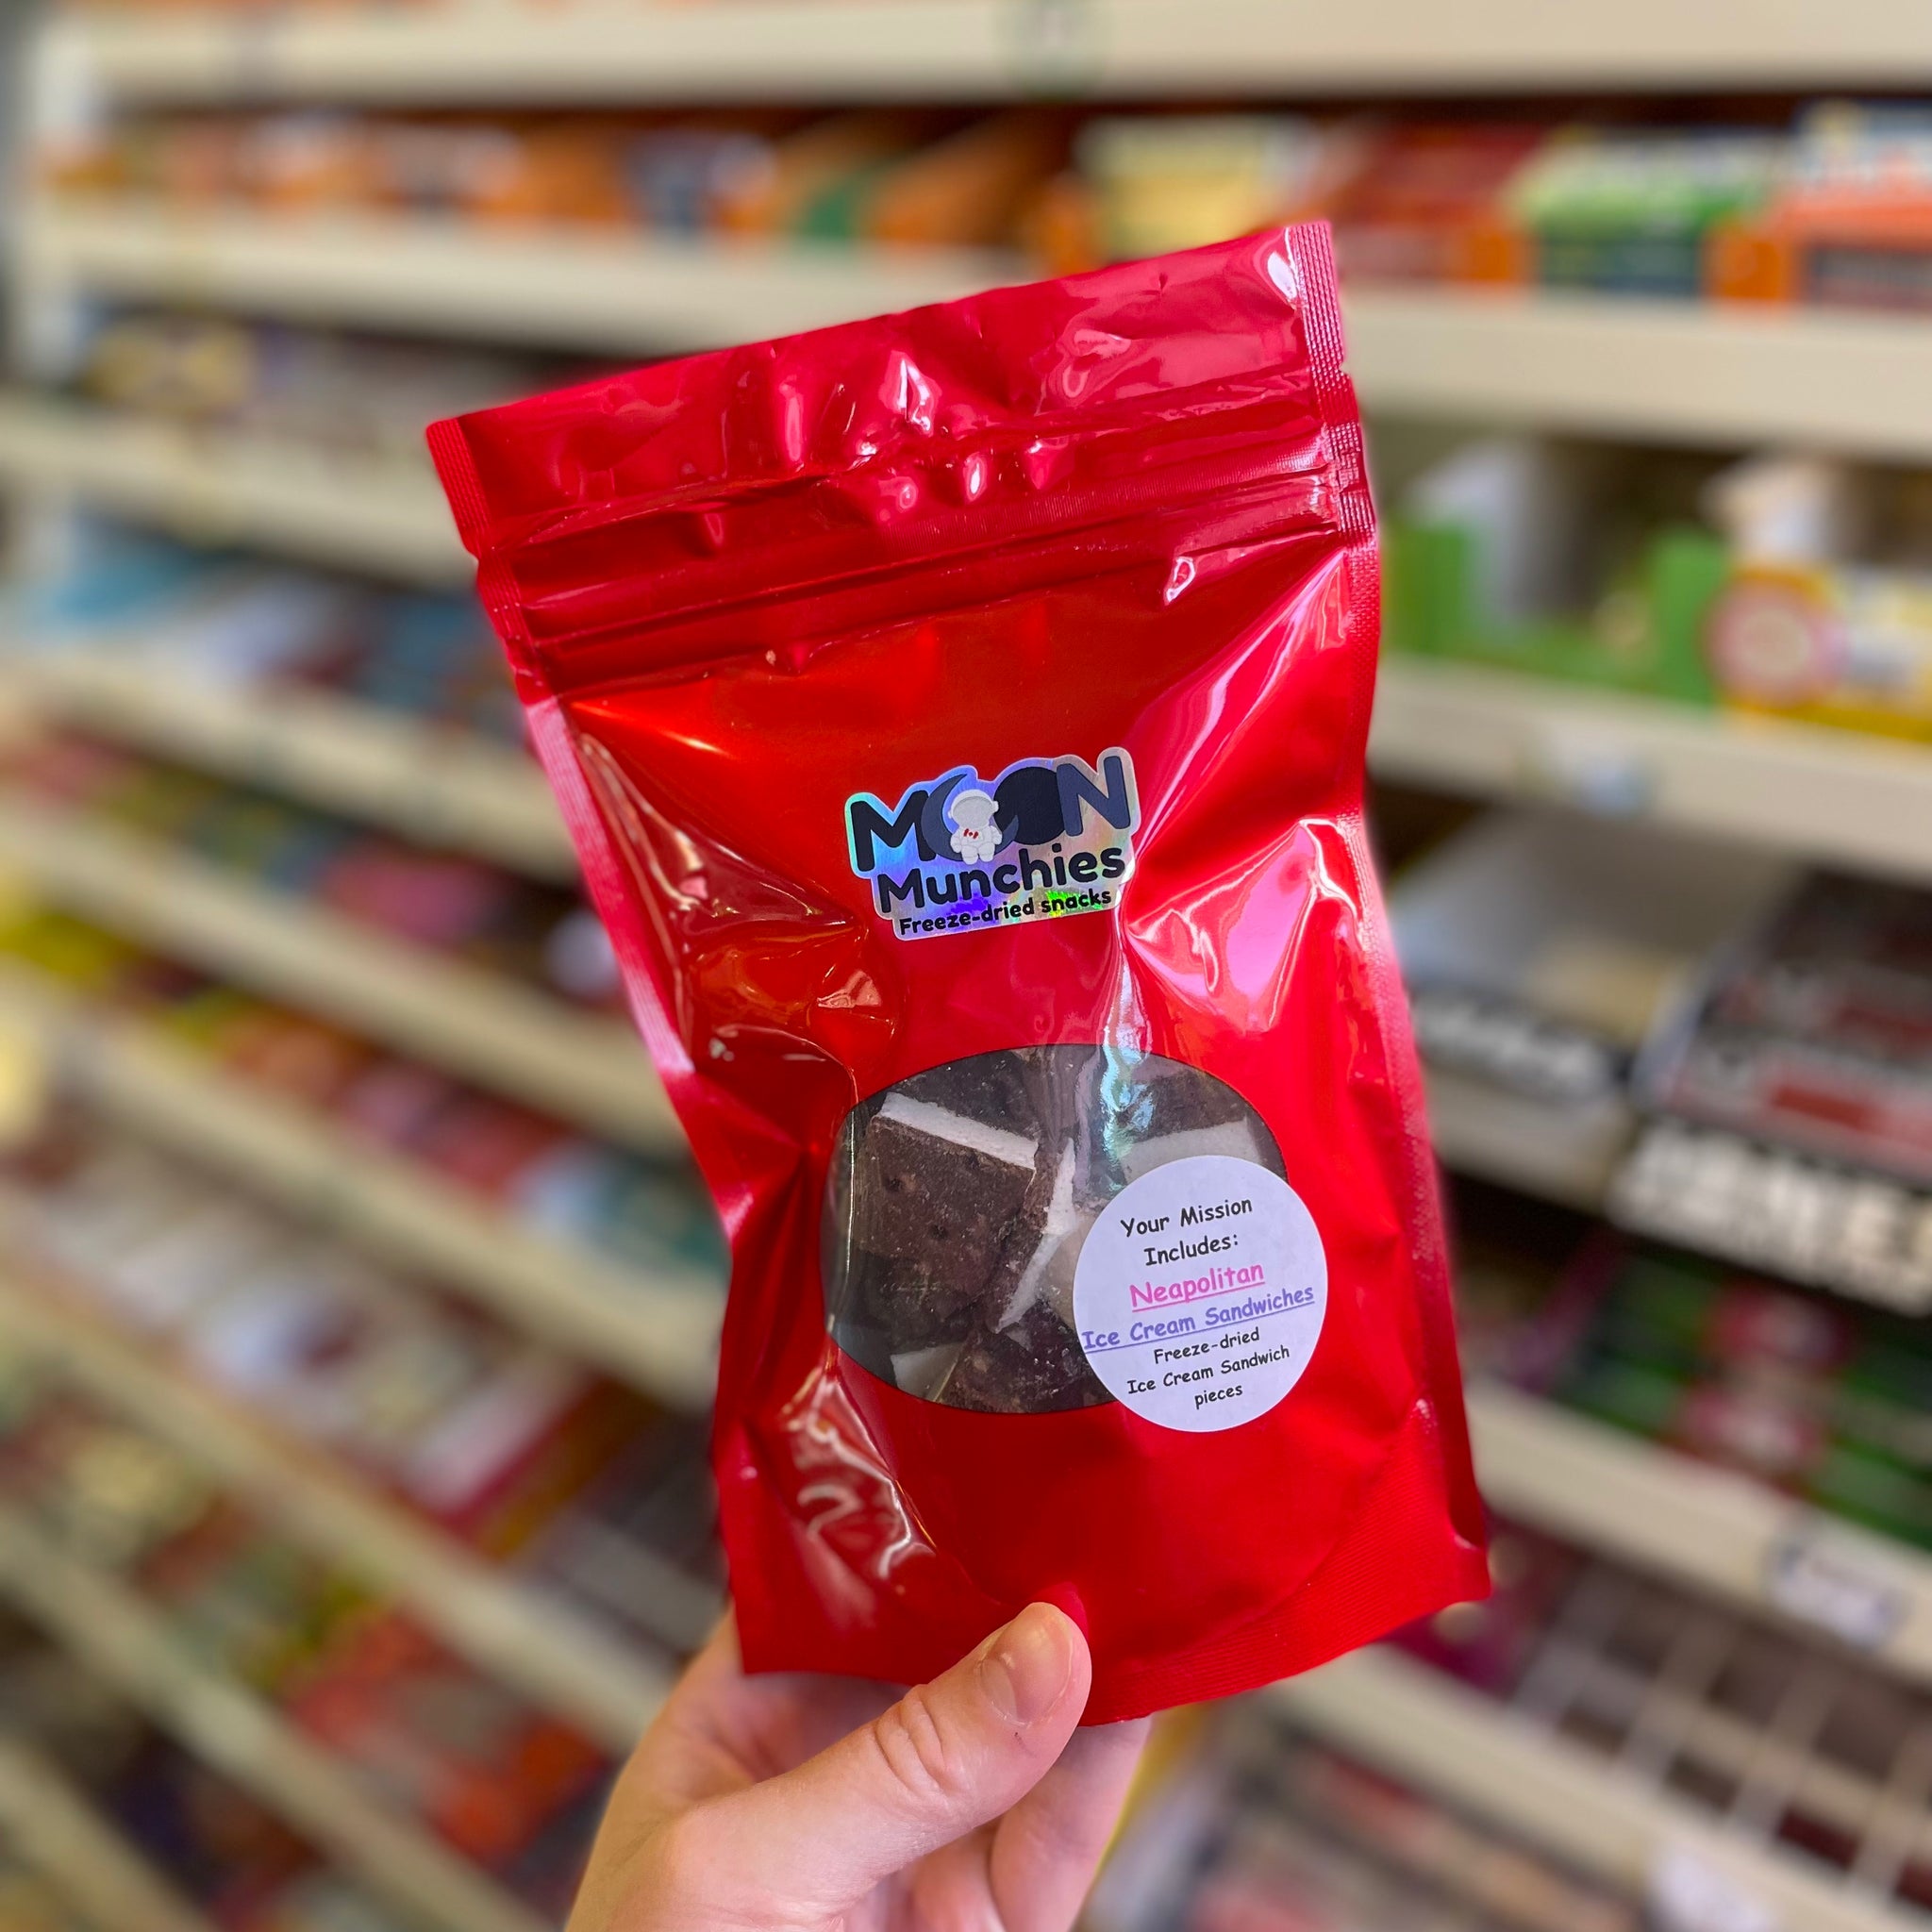 MOON
Munchies
Freeze-dried snacks
Your Mission
Includes:
Neapolitan
Ice Cream Sandwiches
Freeze-dried
Ice Cream Sandwich
pieces